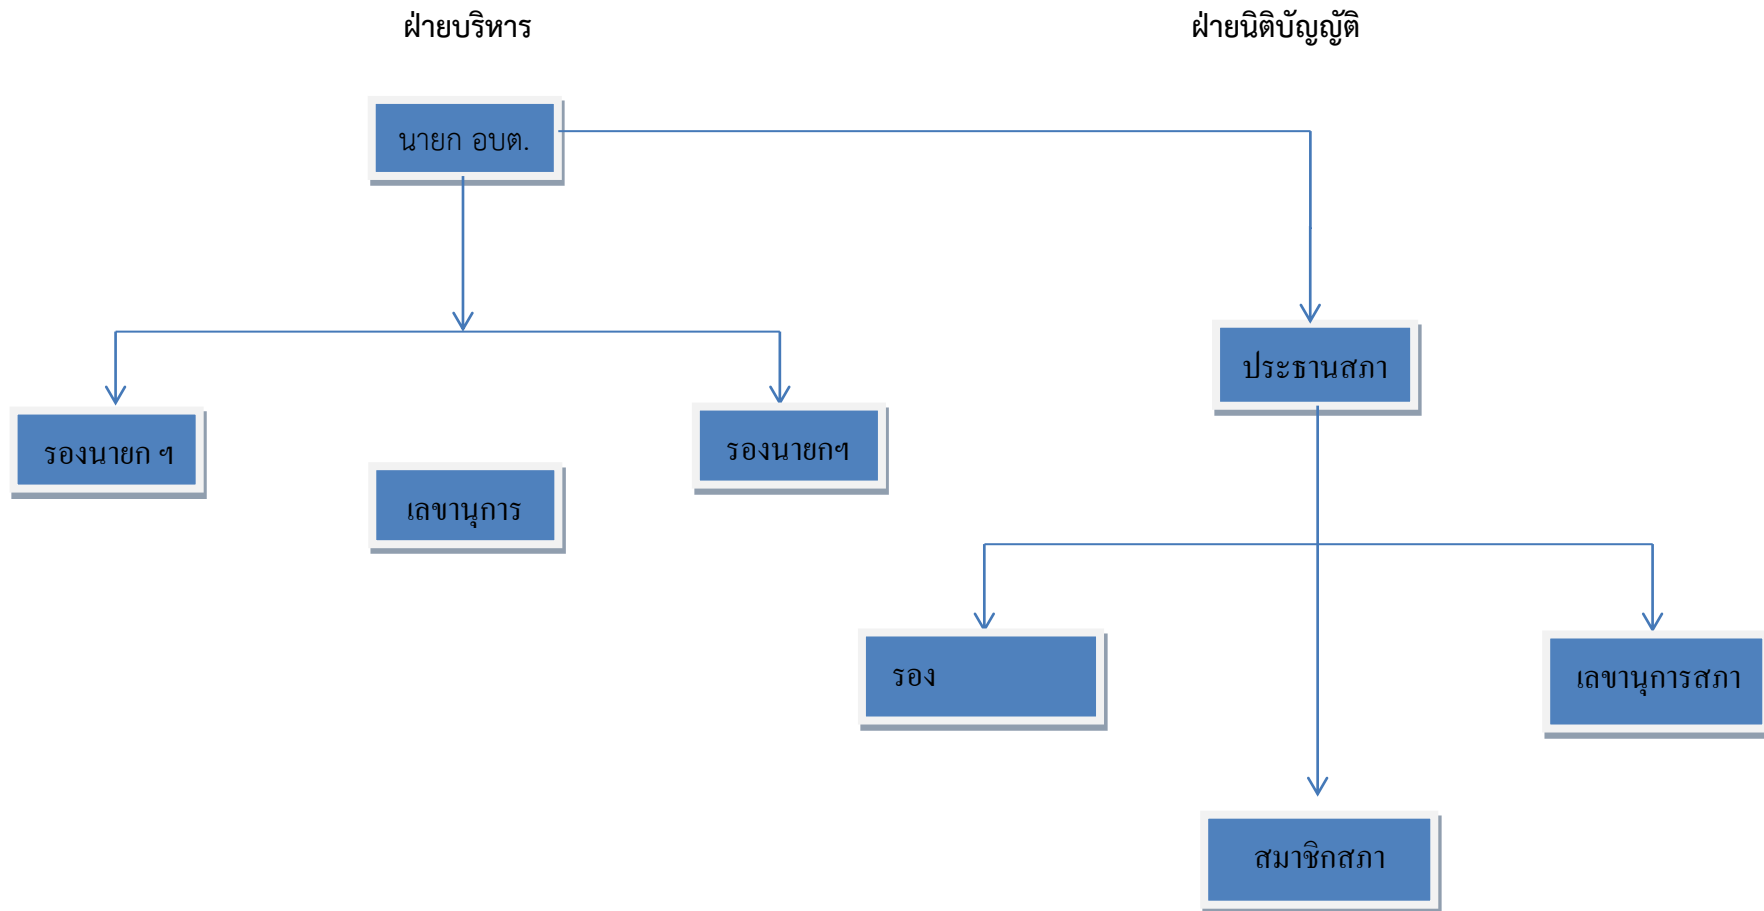 ฝ่ายบริหาร
ฝ่ายนิติบัญญัติ
นายก อบต.
ประธานสภา
รองนายก ฯ
รองนายกฯ
เลขานุการ
รอง
เลขานุการสภา
สมาชิกสภา